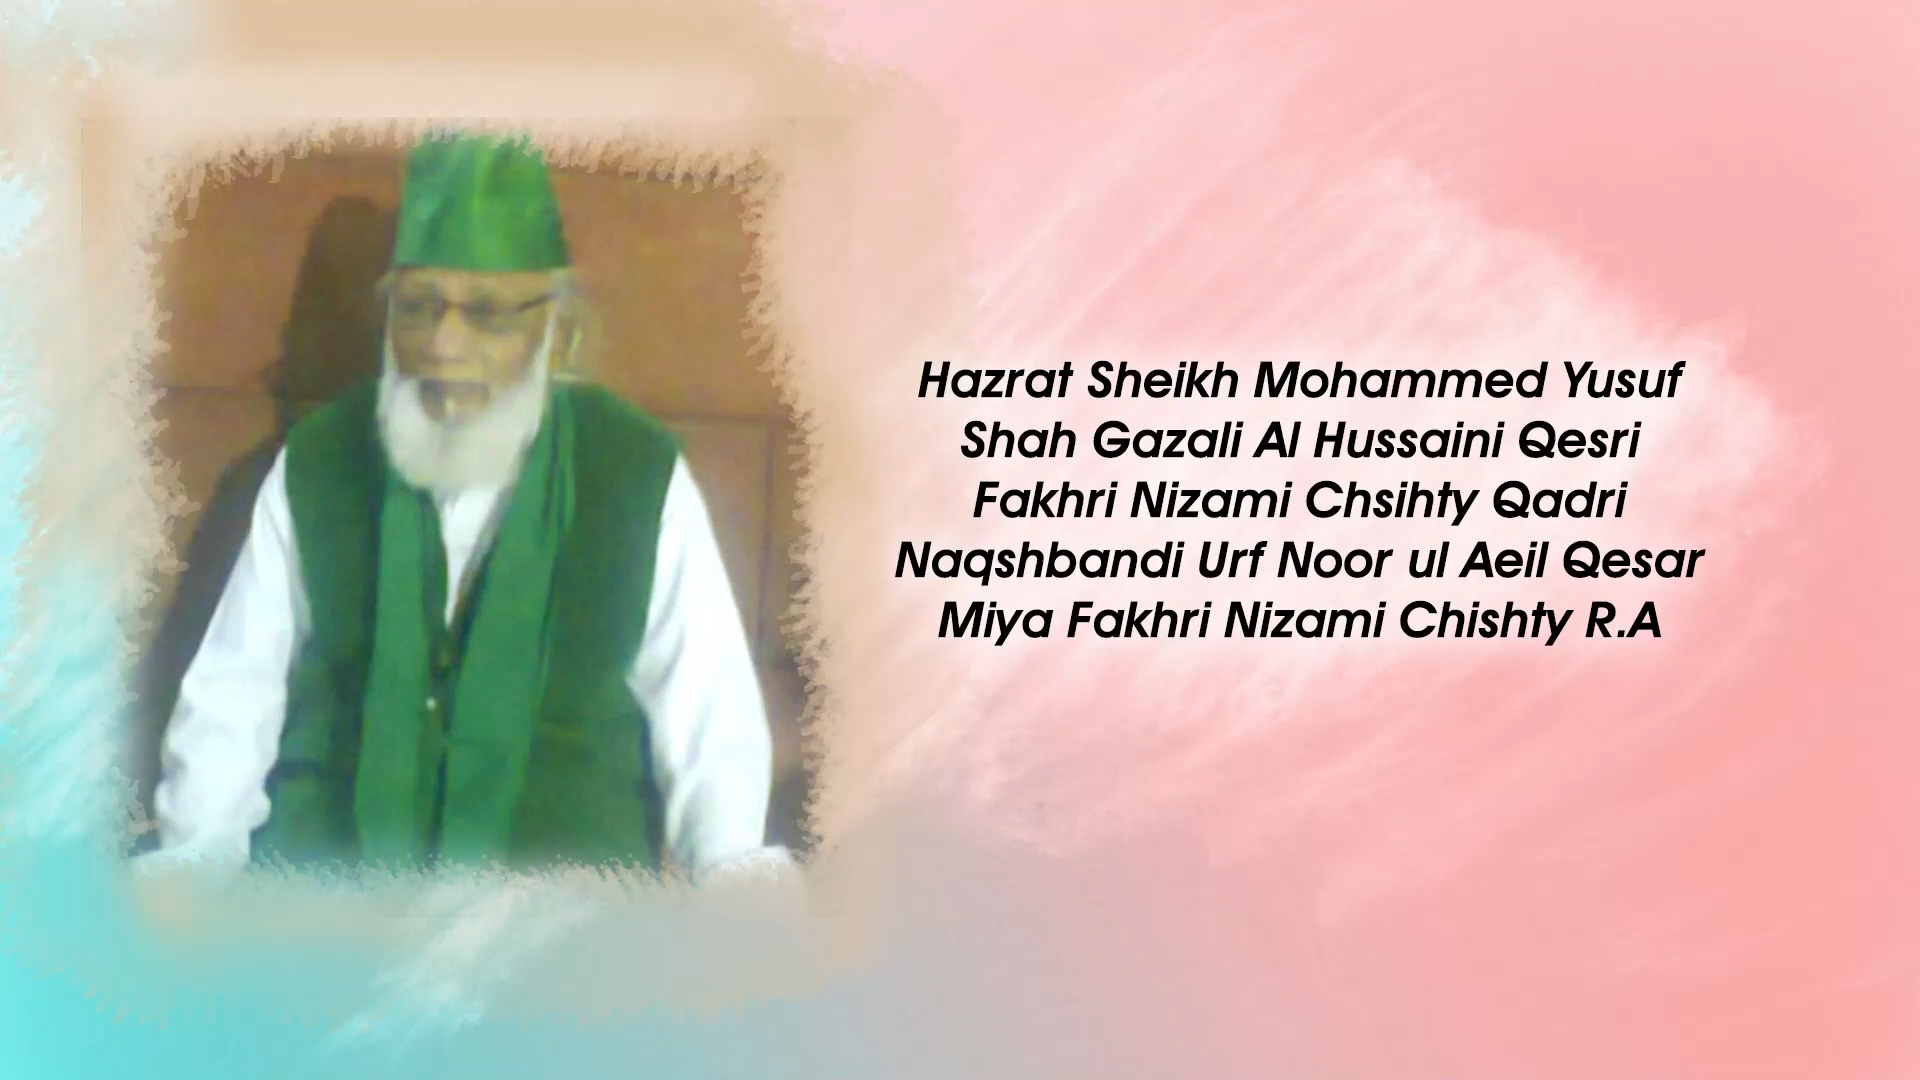 Hazrat Sheikh Mohammed Yusuf
Shah Gazali Al Hussaini Qesri
Fakhri Nizami Chsihty Qadri
Naqshbandi Urf Noor ul Aeil Qesar
Miya Fakhri Nizami Chishty R.A